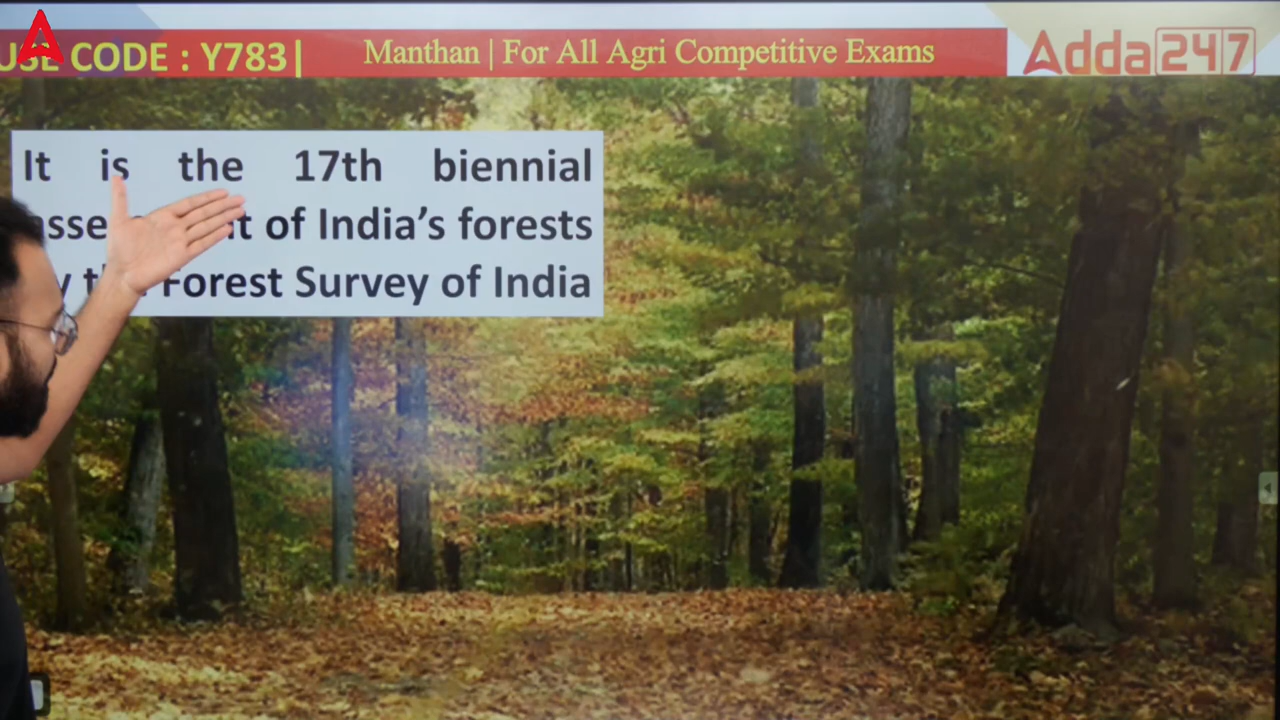 USE CODE : Y783|
Manthan | For All Agri Competitive Exams
Adda247
It is the 17th biennial
of India's forests
Forest Survey of India